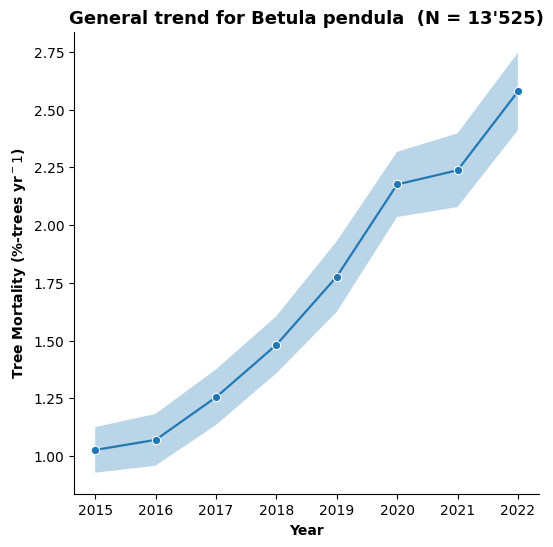 General trend for Betula pendula (N = 13'525)
Tree Mortality (%-trees yr⁻1)
2.75
2.50
2.25
2.00
1.75
1.50
1.25
1.00
2015 2016 2017 2018 2019 2020 2021 2022
Year